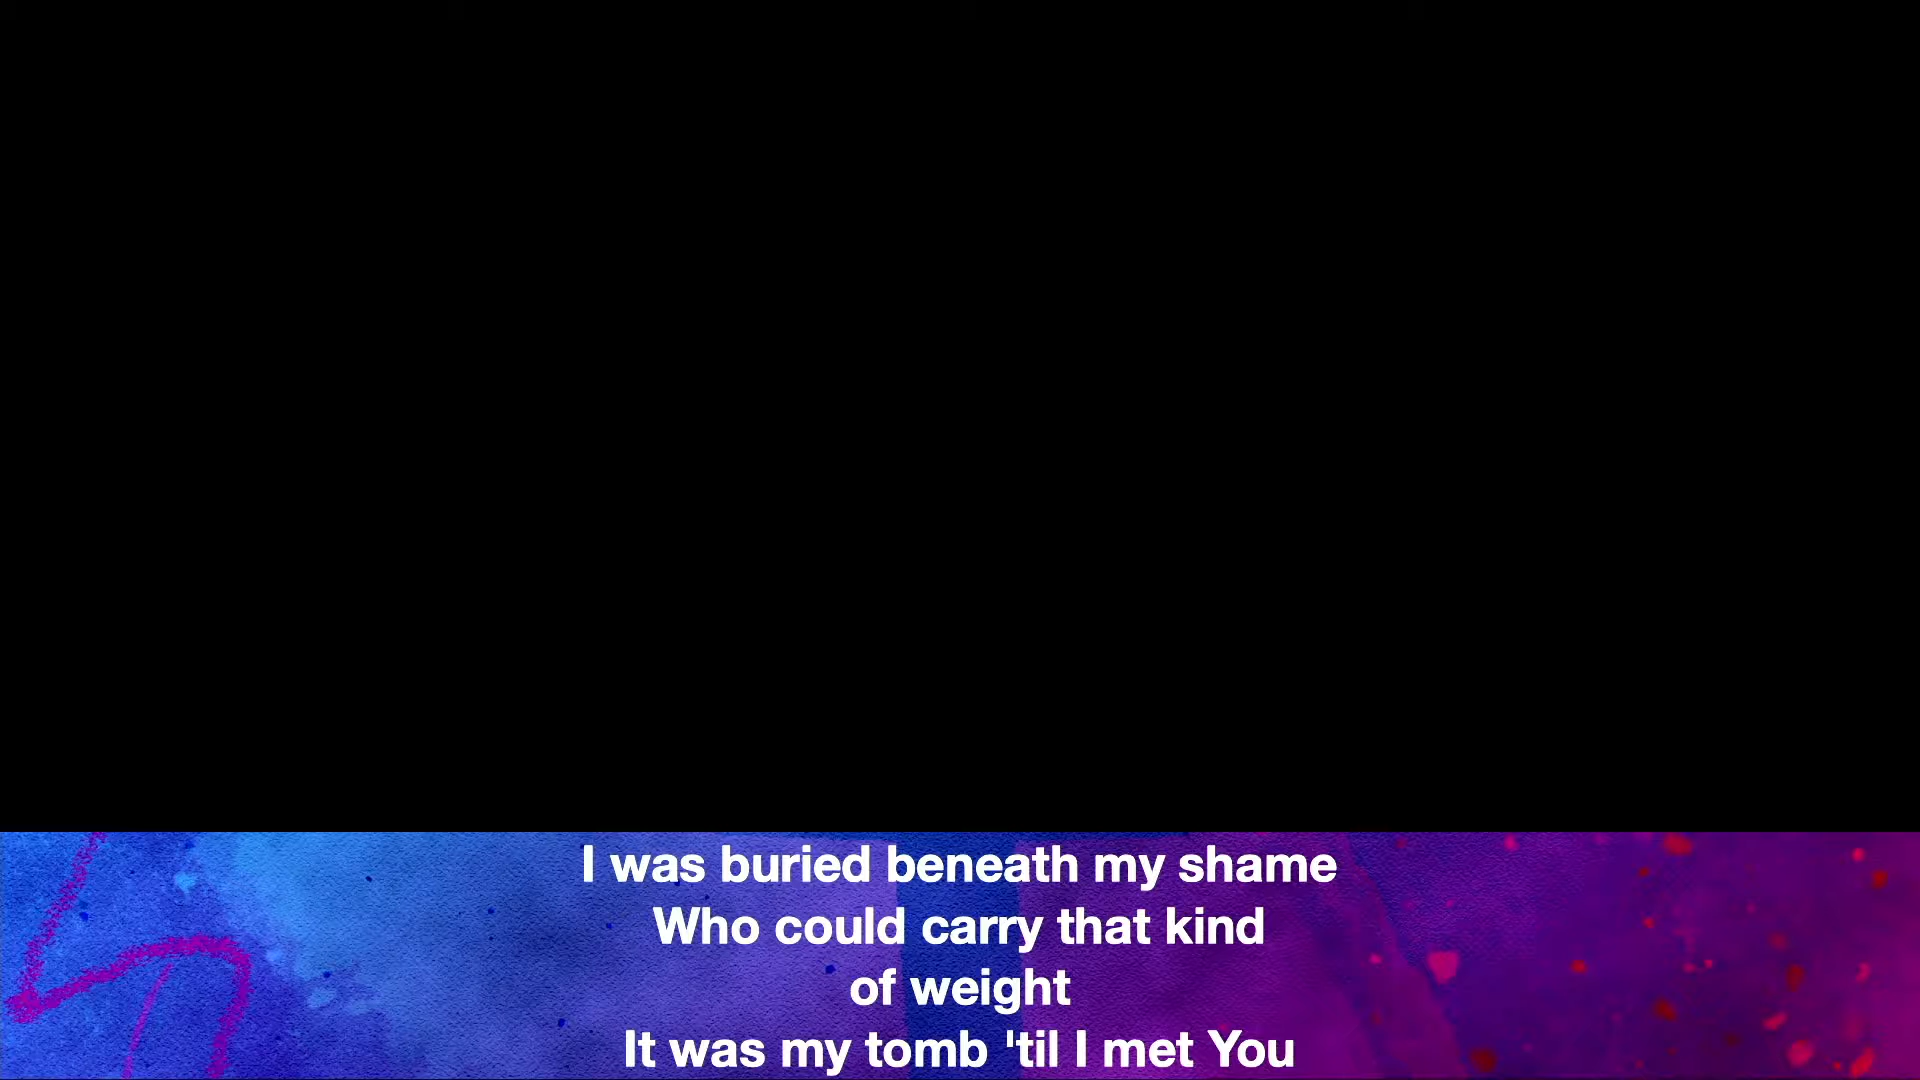 I was buried beneath my shame
Who could carry that kind
of weight
It was my tomb 'til I met You